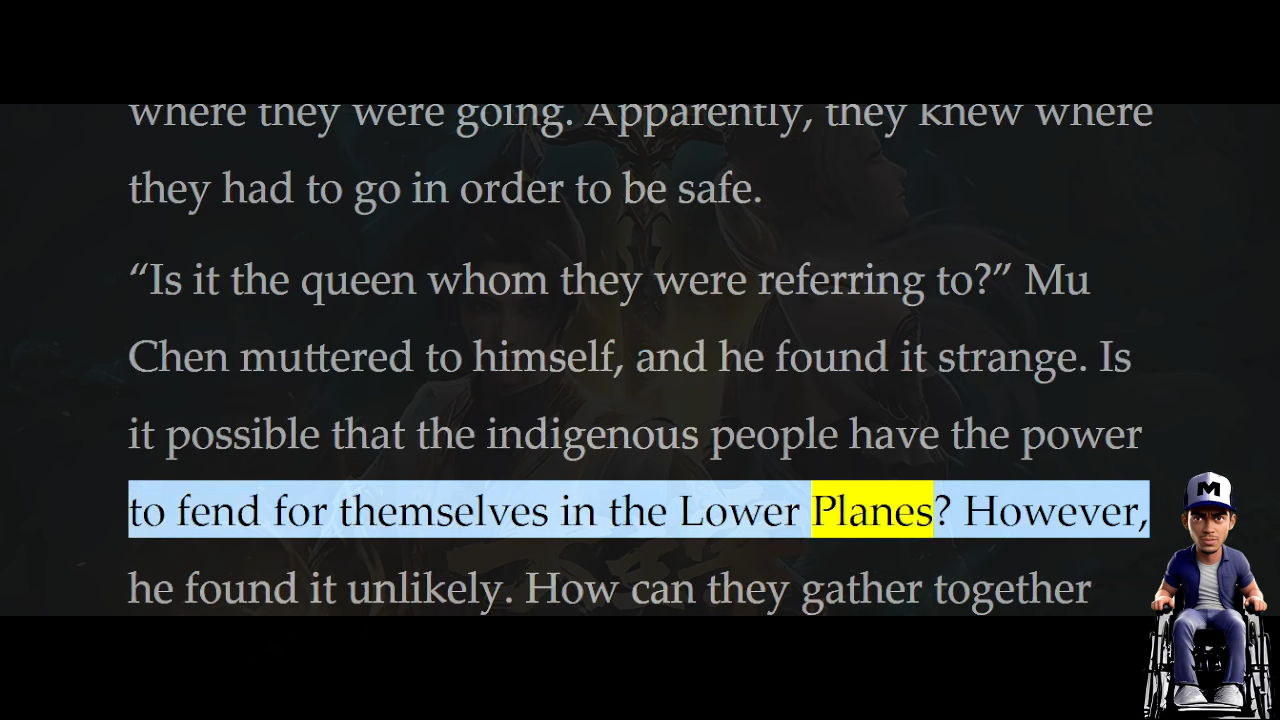 where they were going. Apparently, they knew where
they had to go in order to be safe.
“Is it the queen whom they were referring to?” Mu
Chen muttered to himself, and he found it strange. Is
it possible that the indigenous people have the power
to fend for themselves in the Lower Planes? However,
he found it unlikely. How can they gather together
M
M